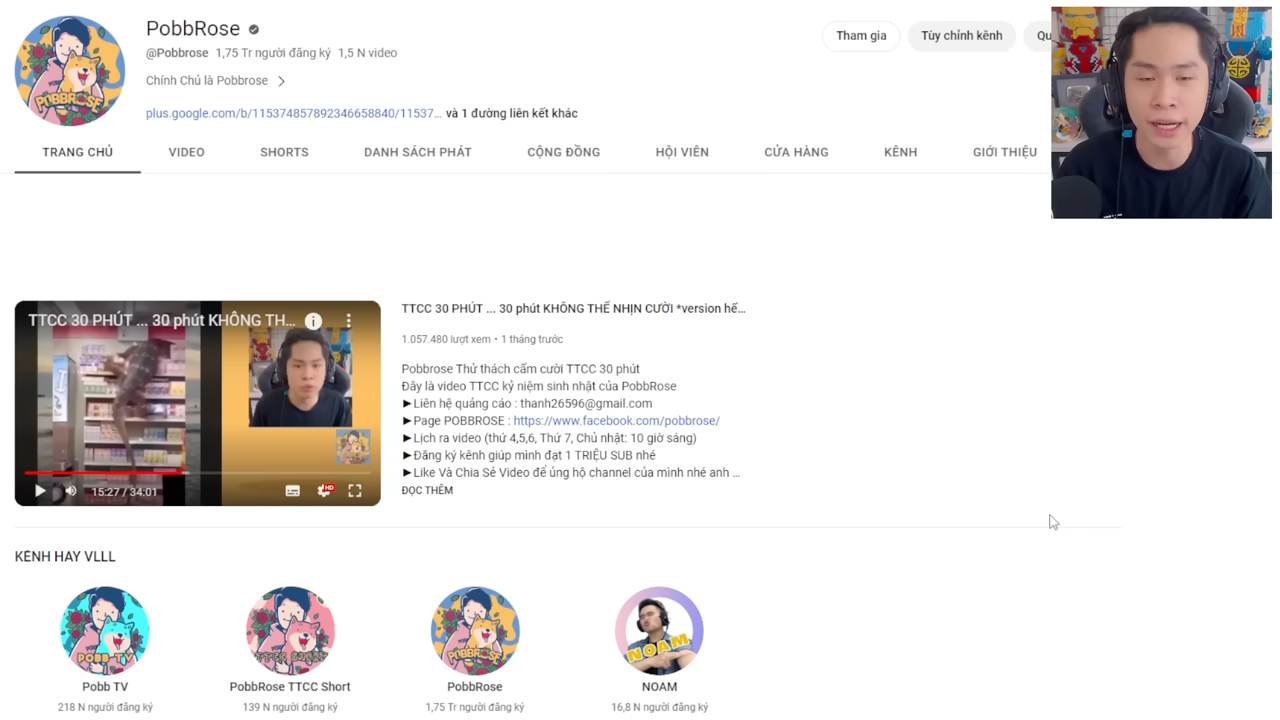 PobbRose
@Pobbrose 1,75 Tr người đăng ký 1,5 N video
Chính Chủ là Pobbrose
plus.google.com/b/115374857892346658840/11537… và 1 đường liên kết khác
Tham gia
Tùy chỉnh kênh
Qu
TRANG CHỦ
VIDEO
SHORTS
DANH SÁCH PHÁT
CỘNG ĐỒNG
HỘI VIÊN
CỬA HÀNG
KÊNH
GIỚI THIỆU
TTCC 30 PHÚT ... 30 phút KHÔNG TH…
15:27 / 34:01
HD
TTCC 30 PHÚT ... 30 phút KHÔNG THỂ NHỊN CƯỜI *version hế…
1.057.480 lượt xem • 1 tháng trước
Pobbrose Thử thách cấm cười TTCC 30 phút
Đây là video TTCC kỷ niệm sinh nhật của PobbRose
►Liên hệ quảng cáo : thanh26596@gmail.com
►Page POBBROSE : https://www.facebook.com/pobbrose/
►Lịch ra video (thứ 4,5,6, Thứ 7, Chủ nhật: 10 giờ sáng)
►Đăng ký kênh giúp mình đạt 1 TRIỆU SUB nhé
►Like Và Chia Sẻ Video để ủng hộ channel của mình nhé anh …
ĐỌC THÊM
KÊNH HAY VLLL
POBBROSE
POBB TV
TTCC SHORT
POBBROSE
NOAM
Pobb TV
218 N người đăng ký
PobbRose TTCC Short
139 N người đăng ký
PobbRose
1,75 Tr người đăng ký
NOAM
16,8 N người đăng ký